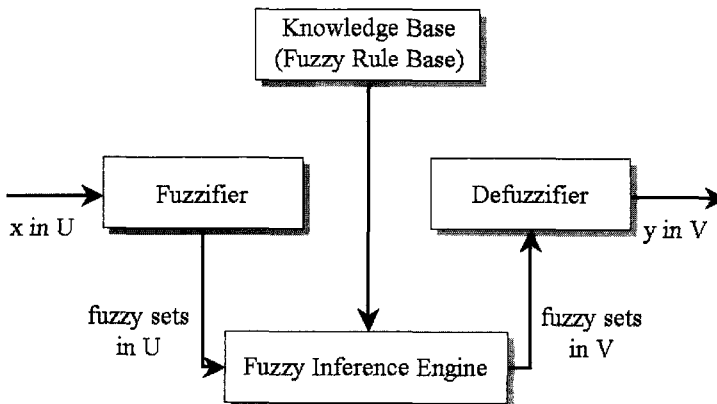 Knowledge Base
(Fuzzy Rule Base)
Fuzzifier
Defuzzifier
x in U
y in V
fuzzy sets
in U
fuzzy sets
in V
Fuzzy Inference Engine